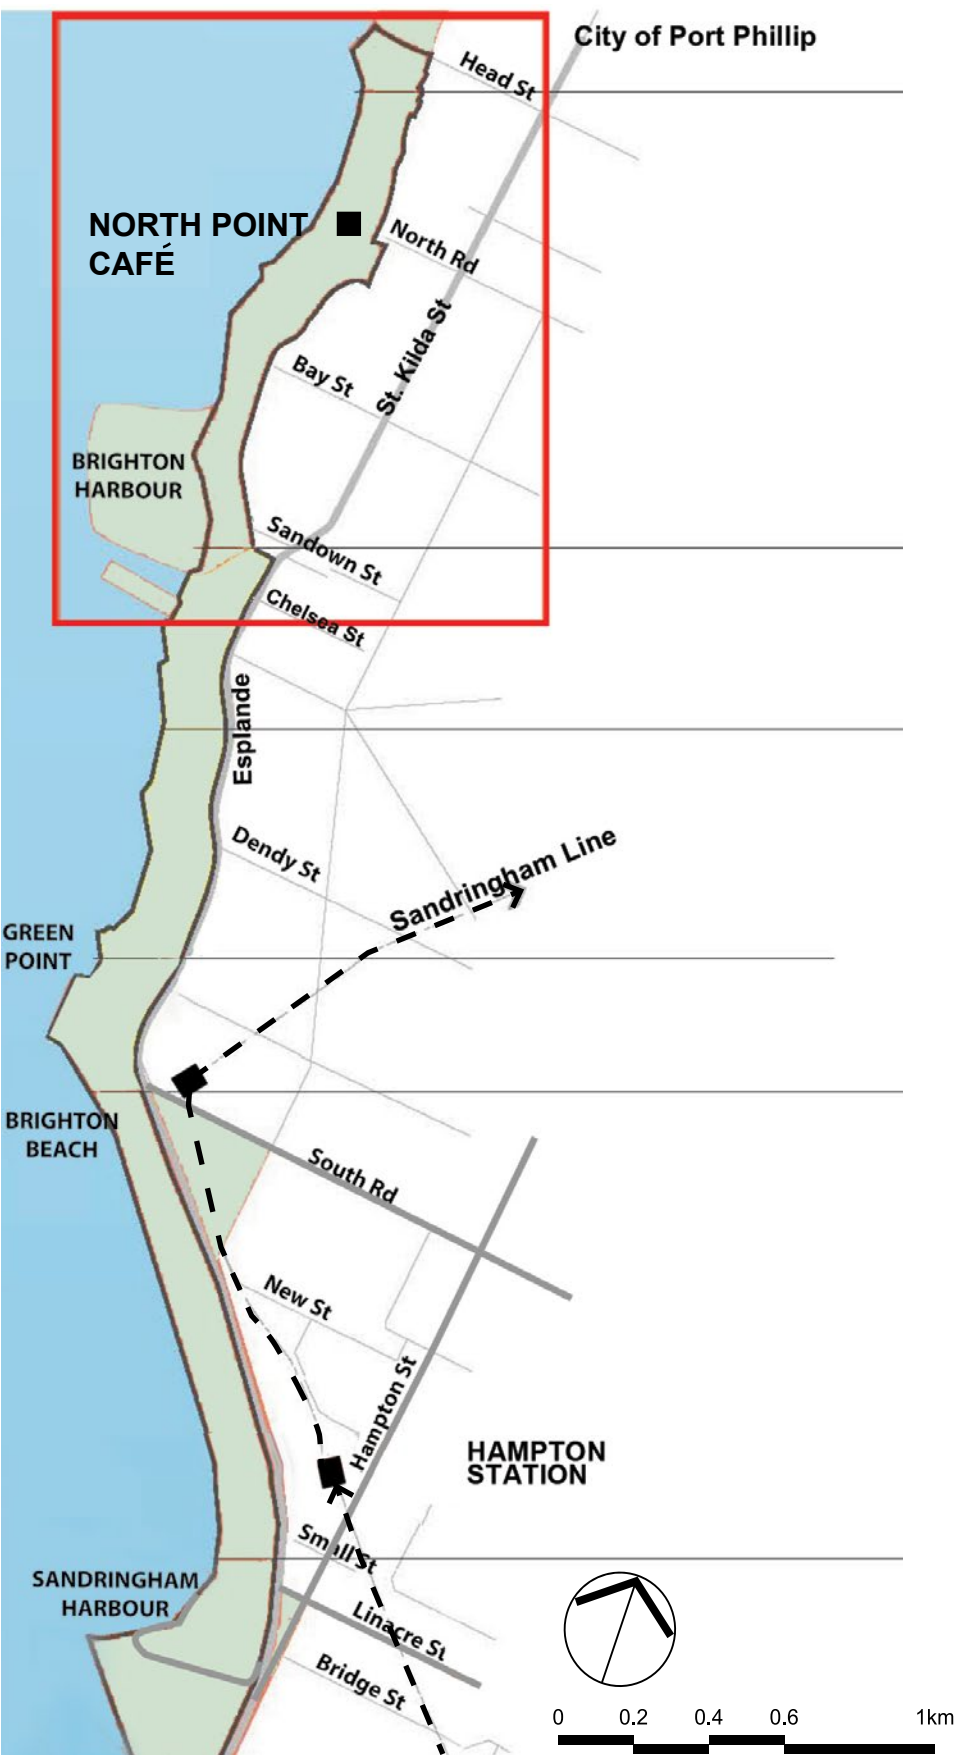 City of Port Phillip
Head St
NORTH POINT
CAFÉ
North Rd
St. Kilda St
Bay St
BRIGHTON
HARBOUR
Sandown St
Chelsea St
Esplande
Dendy St
Sandringham Line
GREEN
POINT
BRIGHTON
BEACH
South Rd
New St
Hampton St
HAMPTON
STATION
Small St
SANDRINGHAM
HARBOUR
Linacre St
Bridge St
0 0.2 0.4 0.6 1km